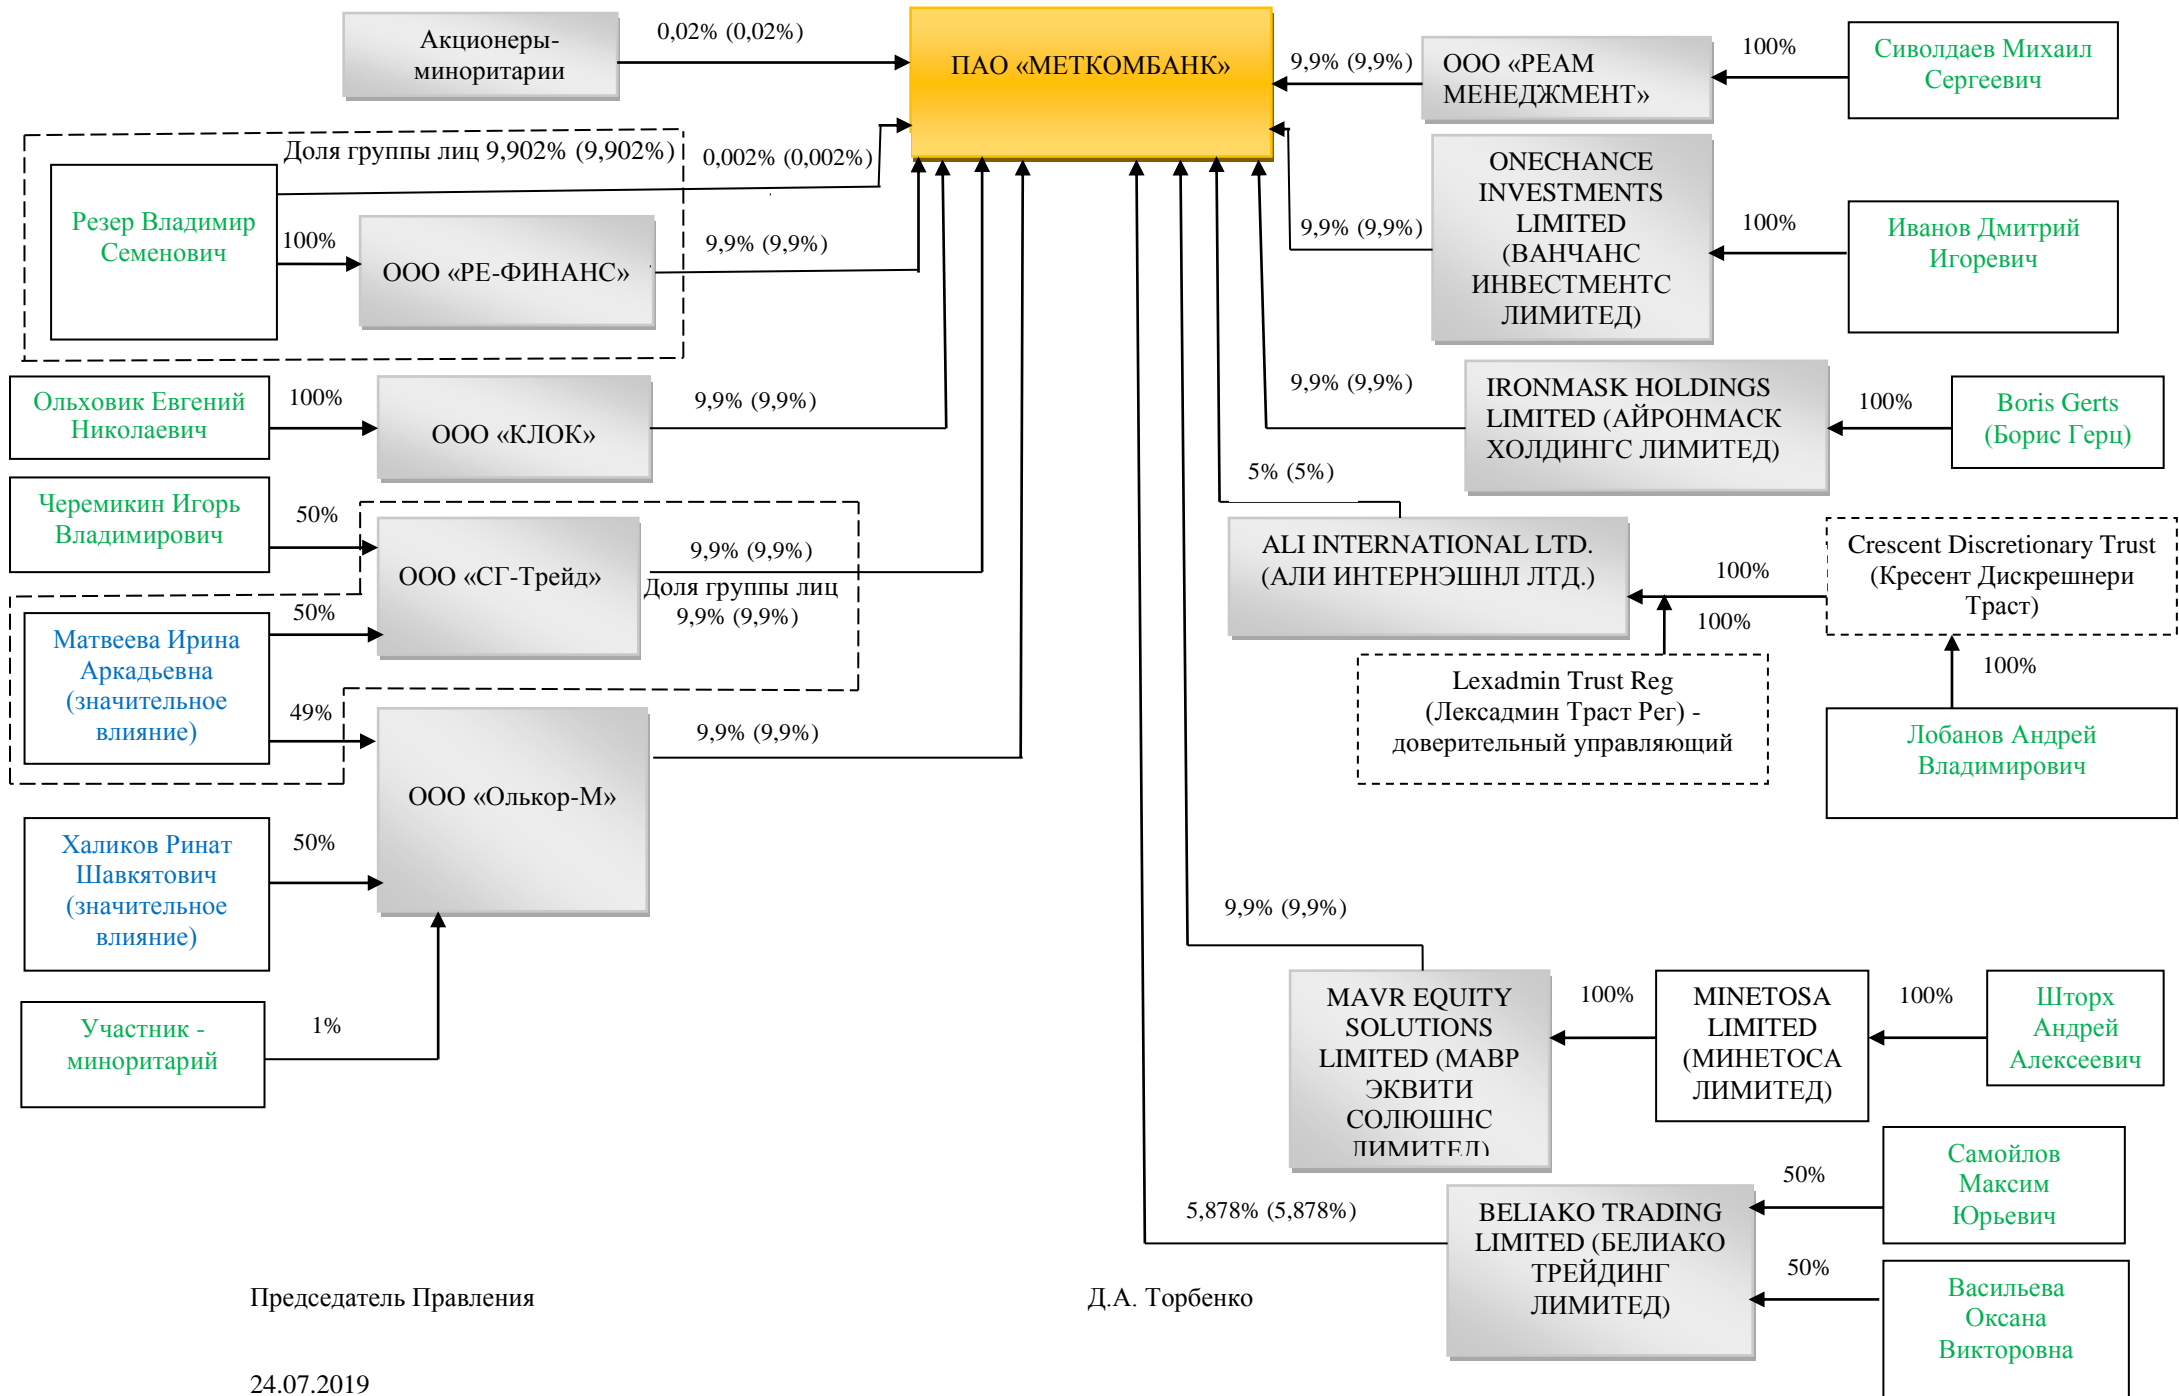 Акционеры-
миноритарии
0,02% (0,02%)
ПАО «МЕТКОМБАНК»
9,9% (9,9%)
ООО «РЕАМ
МЕНЕДЖМЕНТ»
100%
Сиволдаев Михаил
Сергеевич
Доля группы лиц 9,902% (9,902%)
0,002% (0,002%)
Резер Владимир
Семенович
100%
ООО «РЕ-ФИНАНС»
9,9% (9,9%)
9,9% (9,9%)
ONECHANCE
INVESTMENTS
LIMITED
(ВАНЧАНС
ИНВЕСТМЕНТС
ЛИМИТЕД)
100%
Иванов Дмитрий
Игоревич
Ольховик Евгений
Николаевич
100%
ООО «КЛОК»
9,9% (9,9%)
9,9% (9,9%)
IRONMASK HOLDINGS
LIMITED (АЙРОНМАСК
ХОЛДИНГС ЛИМИТЕД)
100%
Boris Gerts
(Борис Герц)
Черемикин Игорь
Владимирович
50%
ООО «СГ-Трейд»
9,9% (9,9%)
Доля группы лиц
9,9% (9,9%)
5% (5%)
ALI INTERNATIONAL LTD.
(АЛИ ИНТЕРНЭШНЛ ЛТД.)
100%
Crescent Discretionary Trust
(Кресент Дискрешнери
Траст)
100%
Lexadmin Trust Reg
(Лексадмин Траст Рег) -
доверительный управляющий
100%
Лобанов Андрей
Владимирович
Матвеева Ирина
Аркадьевна
(значительное
влияние)
50%
49%
ООО «Олькор-М»
9,9% (9,9%)
Халиков Ринат
Шавкятович
(значительное
влияние)
50%
Участник -
миноритарий
1%
9,9% (9,9%)
MAVR EQUITY
SOLUTIONS
LIMITED (МАВР
ЭКВИТИ
СОЛЮШНС
ЛИМИТЕД)
100%
MINETOSA
LIMITED
(МИНЕТОСА
ЛИМИТЕД)
100%
Шторх
Андрей
Алексеевич
5,878% (5,878%)
BELIAKO TRADING
LIMITED (БЕЛИАКО
ТРЕЙДИНГ
ЛИМИТЕД)
50%
Самойлов
Максим
Юрьевич
50%
Васильева
Оксана
Викторовна
Председатель Правления
Д.А. Торбенко
24.07.2019